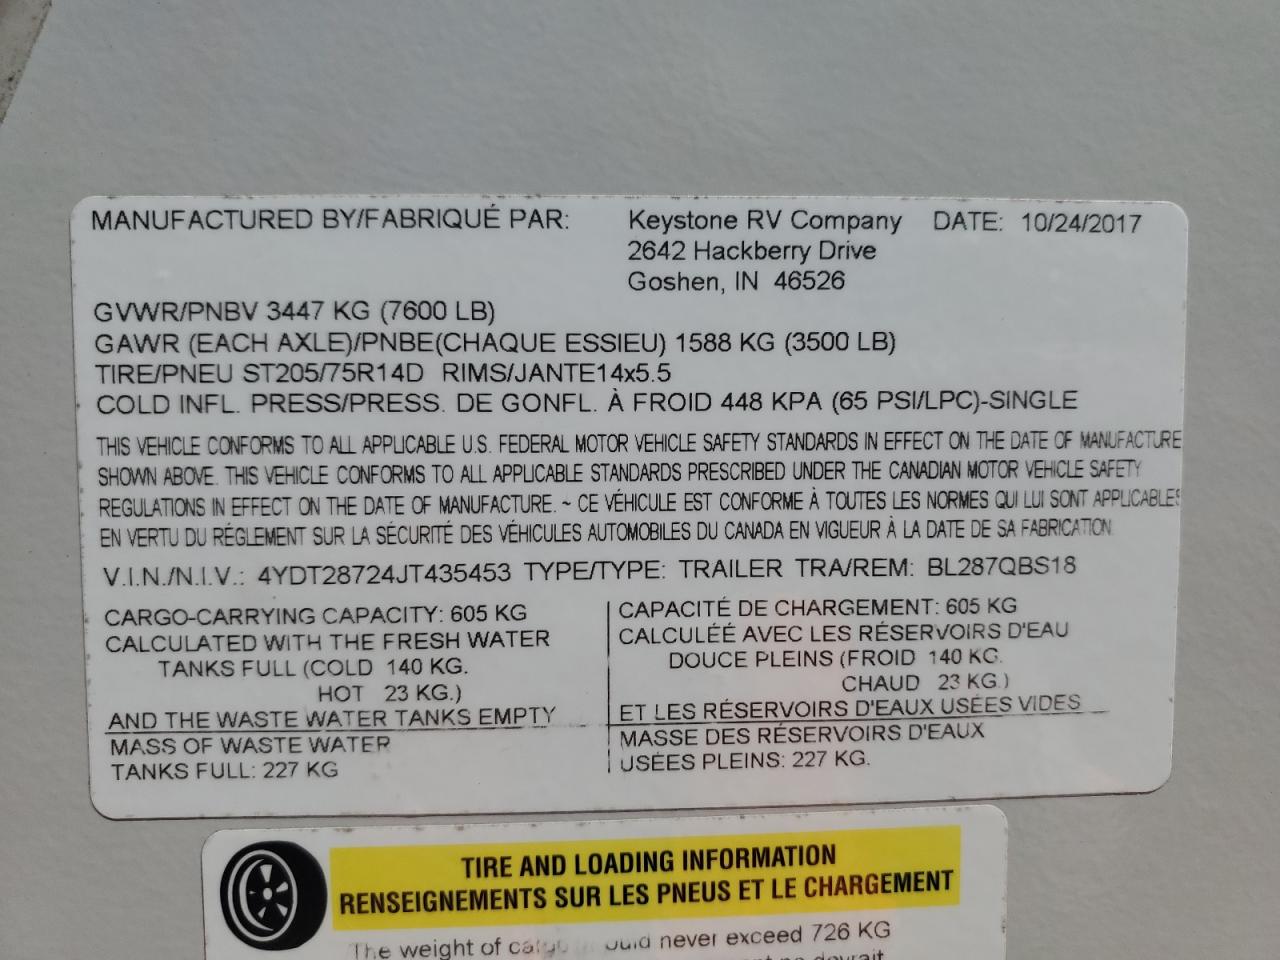 MANUFACTURED BY/FABRIQUÉ PAR: Keystone RV Company DATE: 10/24/2017
2642 Hackberry Drive
Goshen, IN 46526
GVWR/PNBV 3447 KG (7600 LB)
GAWR (EACH AXLE)/PNBE(CHAQUE ESSIEU) 1588 KG (3500 LB)
TIRE/PNEU ST205/75R14D RIMS/JANTE14x5.5
COLD INFL. PRESS/PRESS. DE GONFL. À FROID 448 KPA (65 PSI/LPC)-SINGLE
THIS VEHICLE CONFORMS TO ALL APPLICABLE U.S. FEDERAL MOTOR VEHICLE SAFETY STANDARDS IN EFFECT ON THE DATE OF MANUFACTURE
SHOWN ABOVE. THIS VEHICLE CONFORMS TO ALL APPLICABLE STANDARDS PRESCRIBED UNDER THE CANADIAN MOTOR VEHICLE SAFETY
REGULATIONS IN EFFECT ON THE DATE OF MANUFACTURE. ~ CE VÉHICULE EST CONFORME À TOUTES LES NORMES QUI LUI SONT APPLICABLES
EN VERTU DU RÉGLEMENT SUR LA SÉCURITÉ DES VÉHICULES AUTOMOBILES DU CANADA EN VIGUEUR À LA DATE DE SA FABRICATION.
V.I.N./N.I.V.: 4YDT28724JT435453 TYPE/TYPE: TRAILER TRA/REM: BL287QBS18
CARGO-CARRYING CAPACITY: 605 KG
CALCULATED WITH THE FRESH WATER
TANKS FULL (COLD 140 KG.
HOT 23 KG.)
AND THE WASTE WATER TANKS EMPTY
MASS OF WASTE WATER
TANKS FULL: 227 KG
CAPACITÉ DE CHARGEMENT: 605 KG
CALCULÉÉ AVEC LES RÉSERVOIRS D'EAU
DOUCE PLEINS (FROID 140 KG.
CHAUD 23 KG.)
ET LES RÉSERVOIRS D'EAUX USÉES VIDES
MASSE DES RÉSERVOIRS D'EAUX
USÉES PLEINS: 227 KG.
TIRE AND LOADING INFORMATION
RENSEIGNEMENTS SUR LES PNEUS ET LE CHARGEMENT
The weight of never exceed 726 KG
devrait